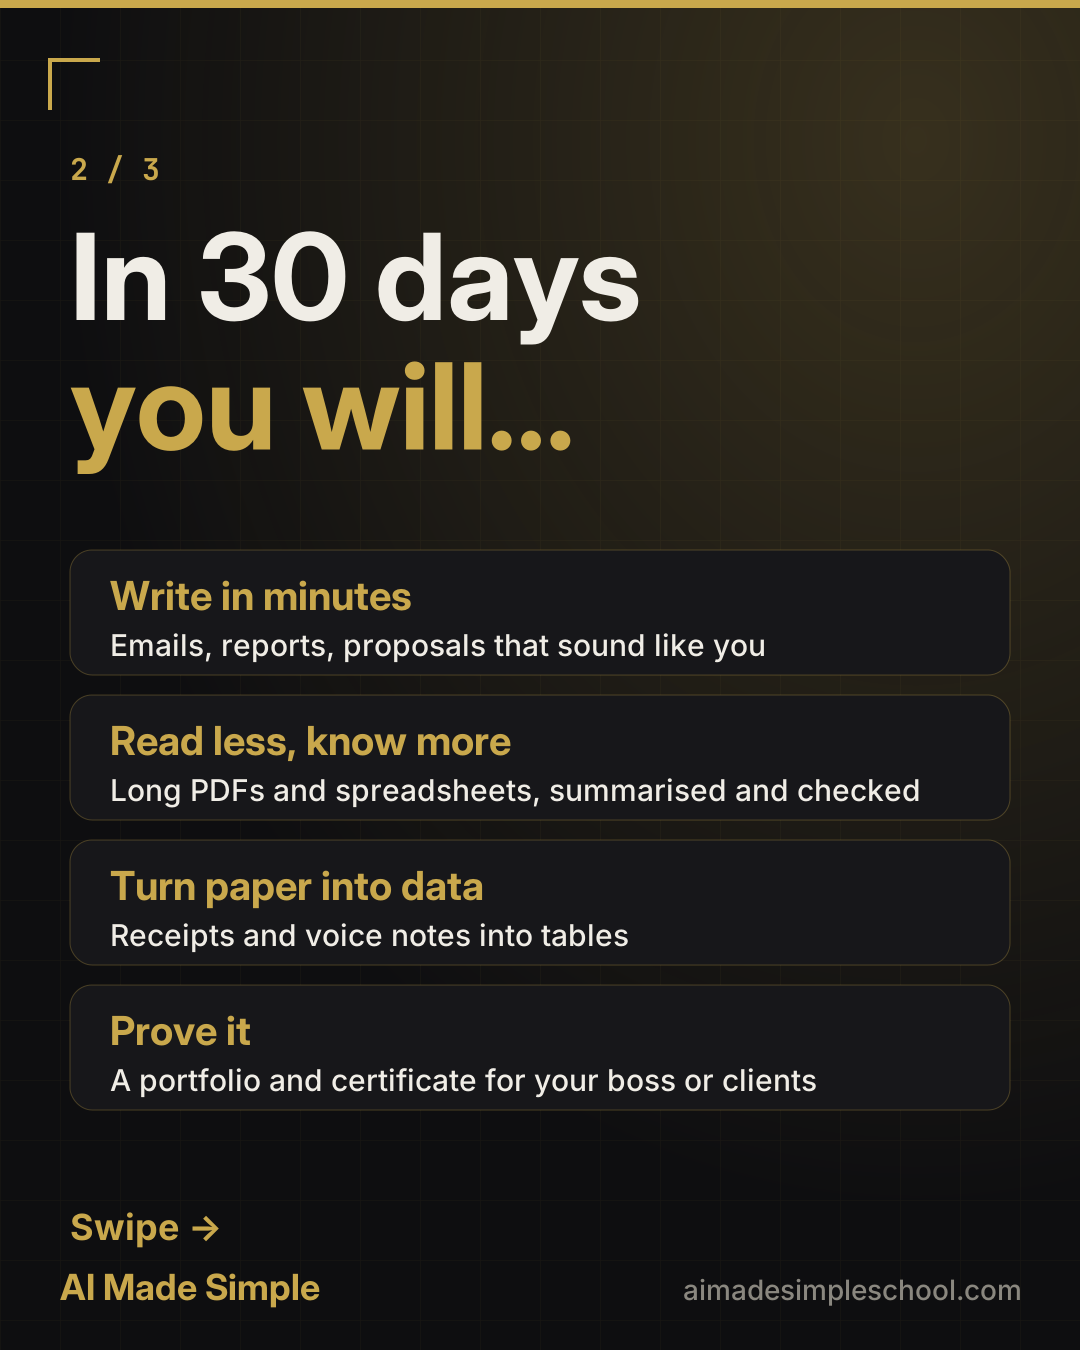 2 / 3
In 30 days
you will...
Write in minutes
Emails, reports, proposals that sound like you
Read less, know more
Long PDFs and spreadsheets, summarised and checked
Turn paper into data
Receipts and voice notes into tables
Prove it
A portfolio and certificate for your boss or clients
Swipe →
AI Made Simple
aimadesimpleschool.com